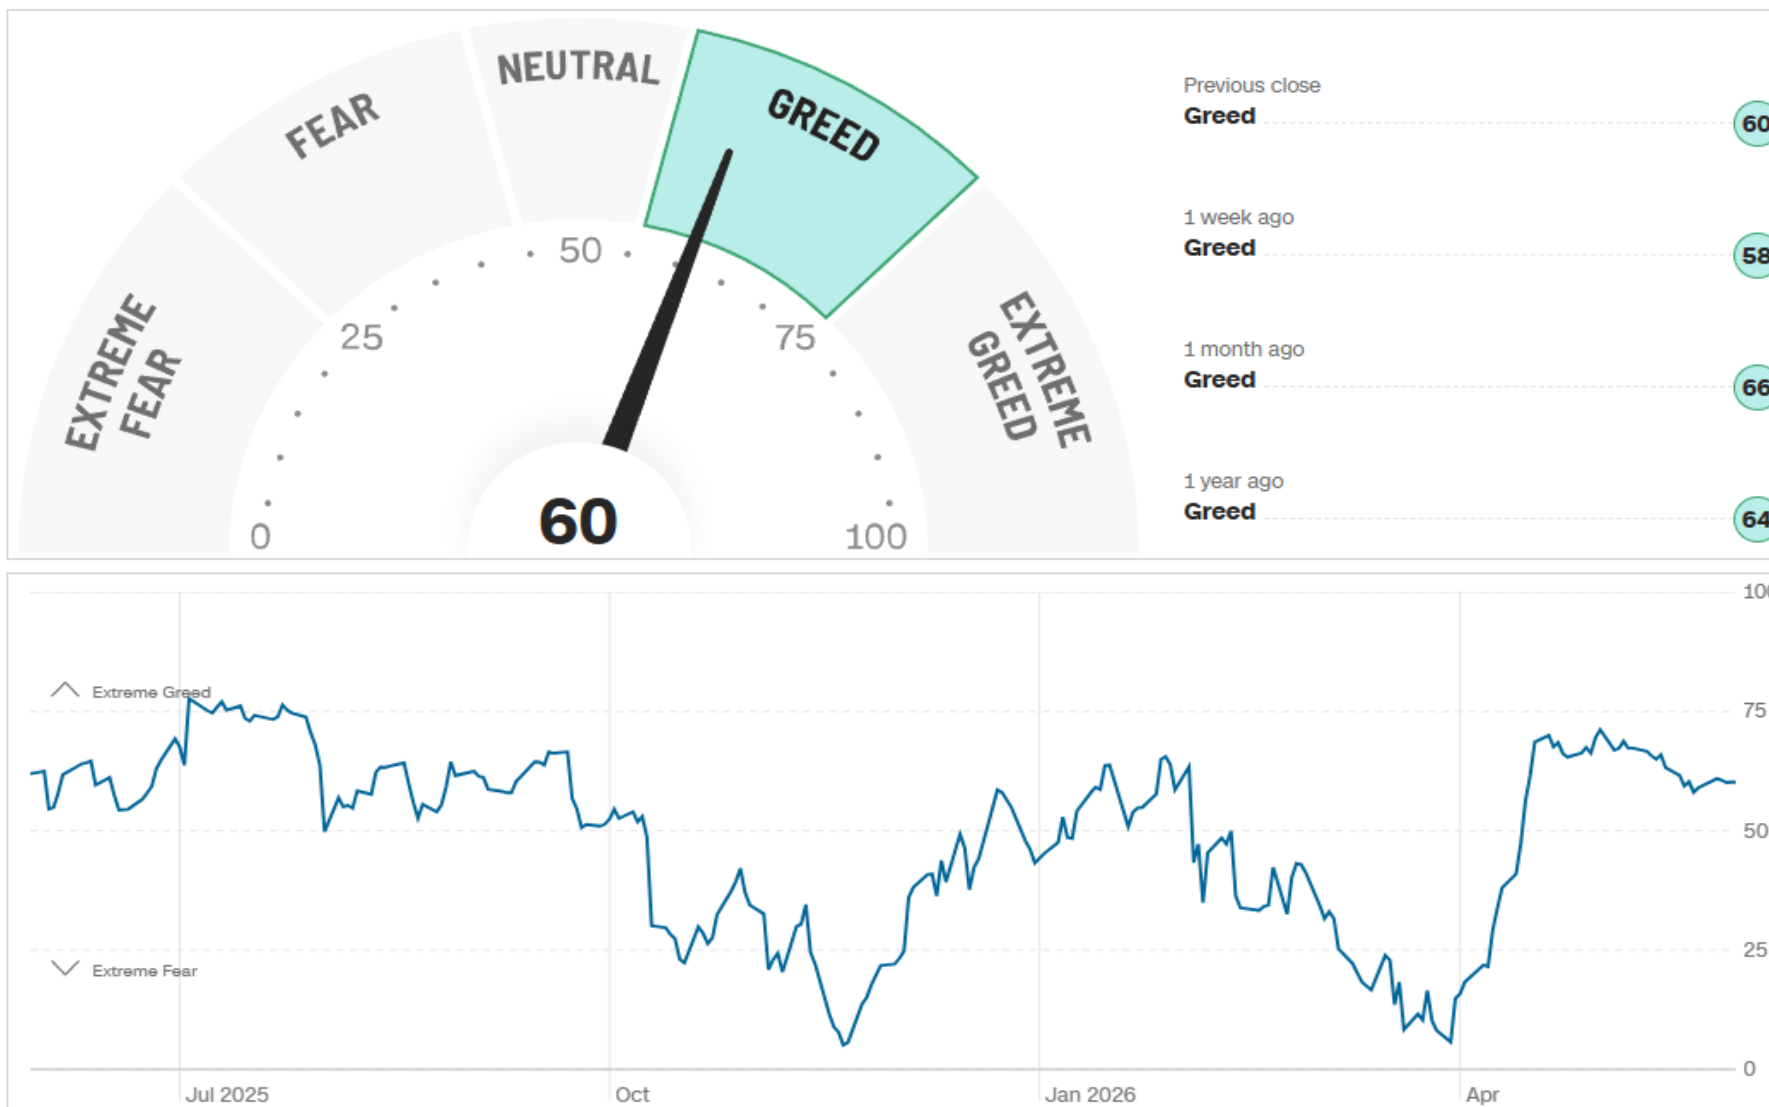 NEUTRAL
FEAR
GREED
EXTREME
FEAR
EXTREME
GREED
0
25
50
75
100
60
Previous close
Greed
60
1 week ago
Greed
58
1 month ago
Greed
66
1 year ago
Greed
64
100
Extreme Greed
75
50
25
Extreme Fear
0
Jul 2025
Oct
Jan 2026
Apr